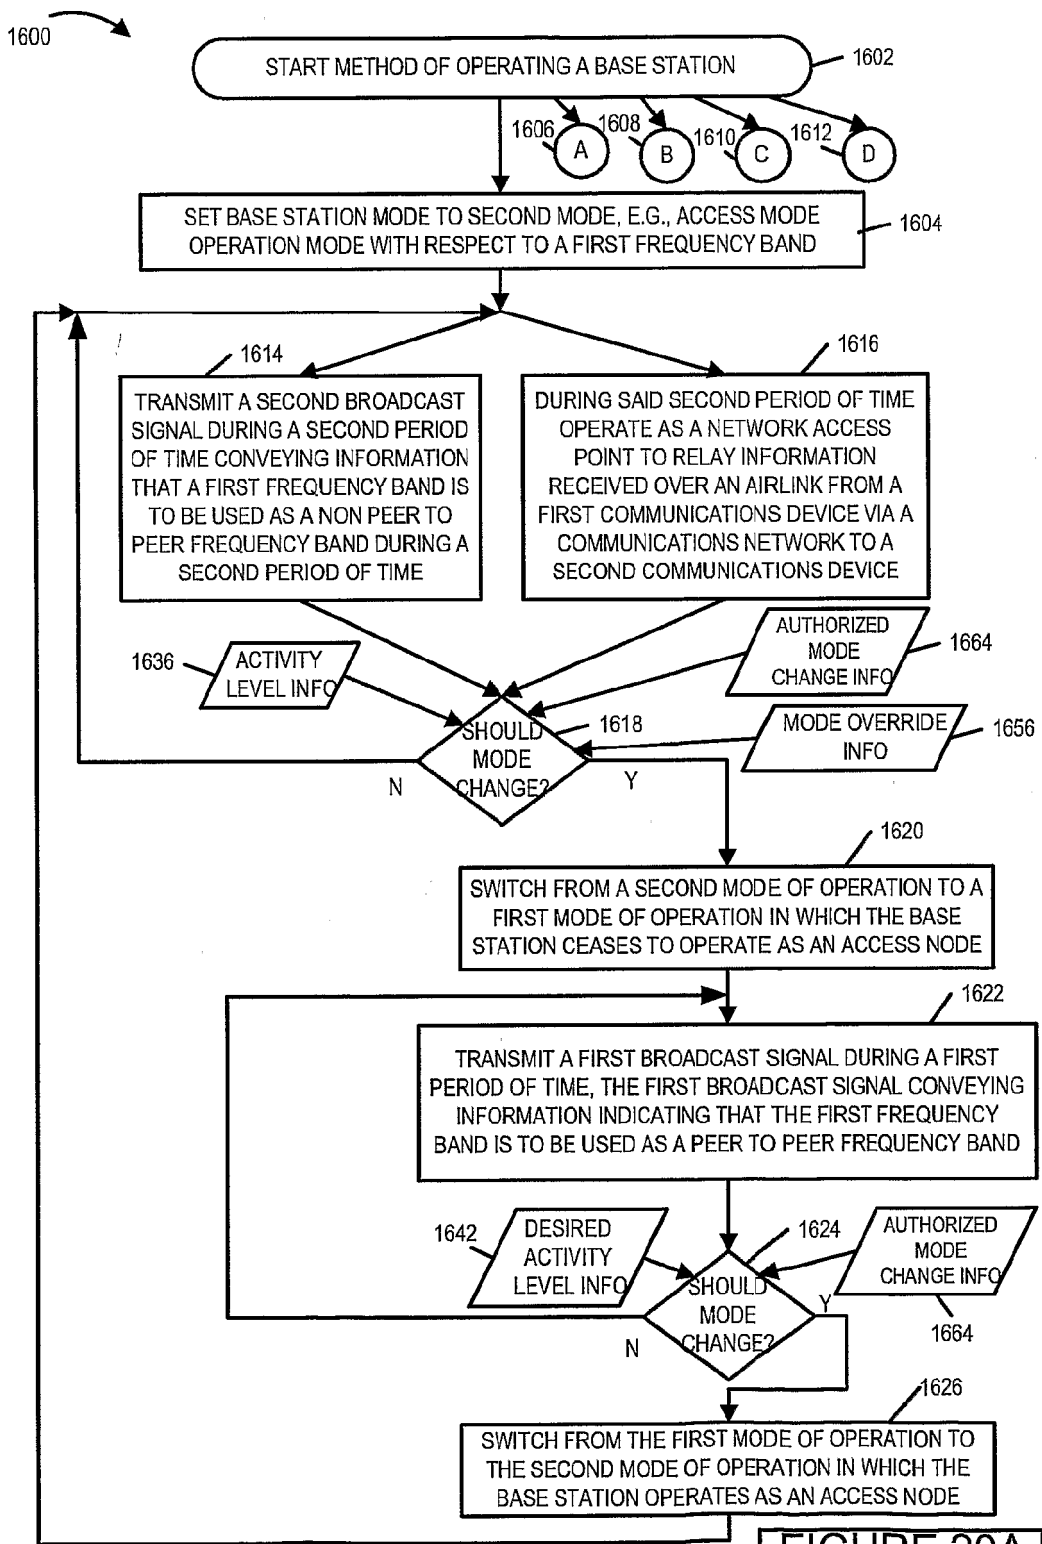 1600
START METHOD OF OPERATING A BASE STATION
1602
1606
A
1608
B
1610
C
1612
D
SET BASE STATION MODE TO SECOND MODE, E.G., ACCESS MODE
OPERATION MODE WITH RESPECT TO A FIRST FREQUENCY BAND
1604
1614
TRANSMIT A SECOND BROADCAST
SIGNAL DURING A SECOND PERIOD
OF TIME CONVEYING INFORMATION
THAT A FIRST FREQUENCY BAND IS
TO BE USED AS A NON PEER TO
PEER FREQUENCY BAND DURING A
SECOND PERIOD OF TIME
1616
DURING SAID SECOND PERIOD OF TIME
OPERATE AS A NETWORK ACCESS
POINT TO RELAY INFORMATION
RECEIVED OVER AN AIRLINK FROM A
FIRST COMMUNICATIONS DEVICE VIA A
COMMUNICATIONS NETWORK TO A
SECOND COMMUNICATIONS DEVICE
1636
ACTIVITY
LEVEL INFO
AUTHORIZED
MODE
CHANGE INFO
1664
1618
SHOULD
MODE
CHANGE?
MODE OVERRIDE
INFO
1656
N
Y
1620
SWITCH FROM A SECOND MODE OF OPERATION TO A
FIRST MODE OF OPERATION IN WHICH THE BASE
STATION CEASES TO OPERATE AS AN ACCESS NODE
1622
TRANSMIT A FIRST BROADCAST SIGNAL DURING A FIRST
PERIOD OF TIME, THE FIRST BROADCAST SIGNAL CONVEYING
INFORMATION INDICATING THAT THE FIRST FREQUENCY
BAND IS TO BE USED AS A PEER TO PEER FREQUENCY BAND
1642
DESIRED
ACTIVITY
LEVEL INFO
1624
SHOULD
MODE
CHANGE?
AUTHORIZED
MODE
CHANGE INFO
1664
N
Y
1626
SWITCH FROM THE FIRST MODE OF OPERATION TO
THE SECOND MODE OF OPERATION IN WHICH THE
BASE STATION OPERATES AS AN ACCESS NODE
FIGURE 20A